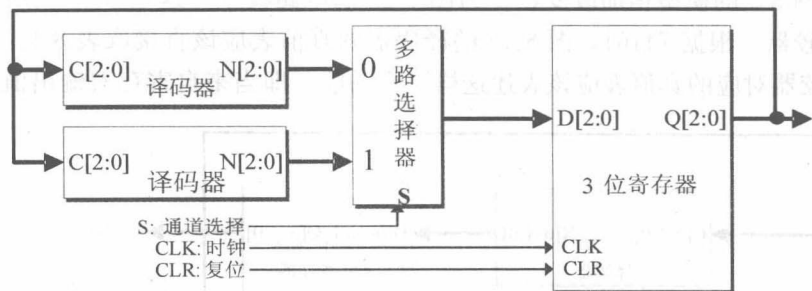 C[2:0] N[2:0]
译码器
0
C[2:0] N[2:0]
译码器
1
多路选择器
S
D[2:0] Q[2:0]
3 位寄存器
CLK
CLR
S: 通道选择
CLK: 时钟
CLR: 复位